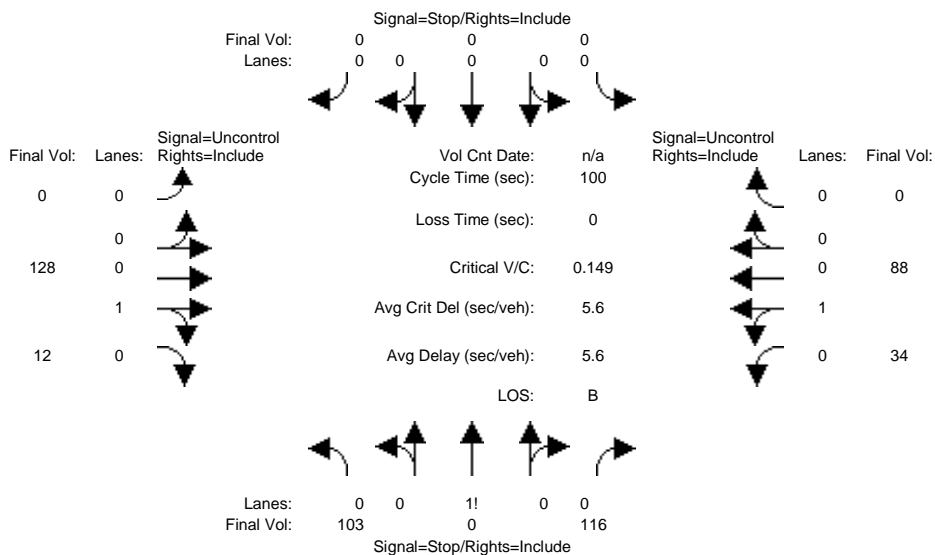 Signal=Stop/Rights=Include
Final Vol: 0 0 0
Lanes: 0 0 0 0 0
Signal=Uncontrol
Final Vol: Lanes: Rights=Include
Vol Cnt Date: n/a
Signal=Uncontrol
Rights=Include Lanes: Final Vol:
Cycle Time (sec): 100
0 0
0 0
Loss Time (sec): 0
0
0
128 0
Critical V/C: 0.149
0 88
1
Avg Crit Del (sec/veh): 5.6
1
12 0
Avg Delay (sec/veh): 5.6
0 34
LOS: B
Lanes: 0 0 1! 0 0
Final Vol: 103 0 116
Signal=Stop/Rights=Include